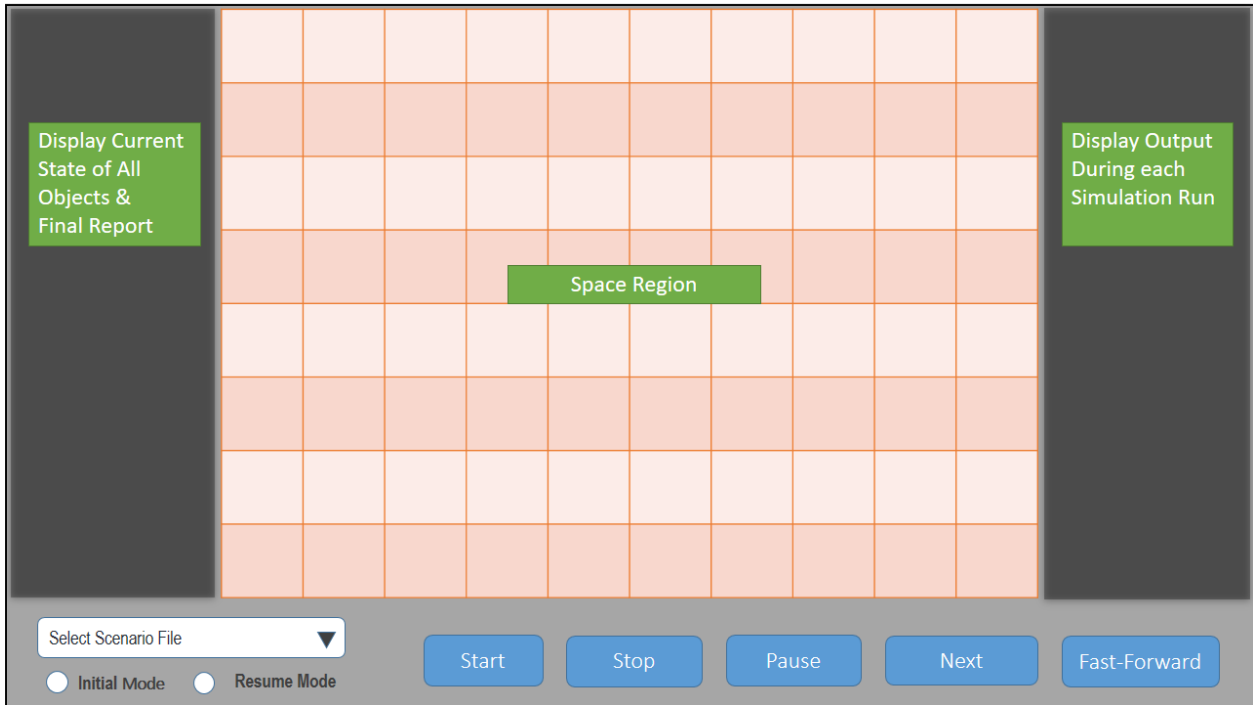 Display Current
State of All
Objects &
Final Report
Space Region
Display Output
During each
Simulation Run
Select Scenario File
Initial Mode
Resume Mode
Start
Stop
Pause
Next
Fast-Forward